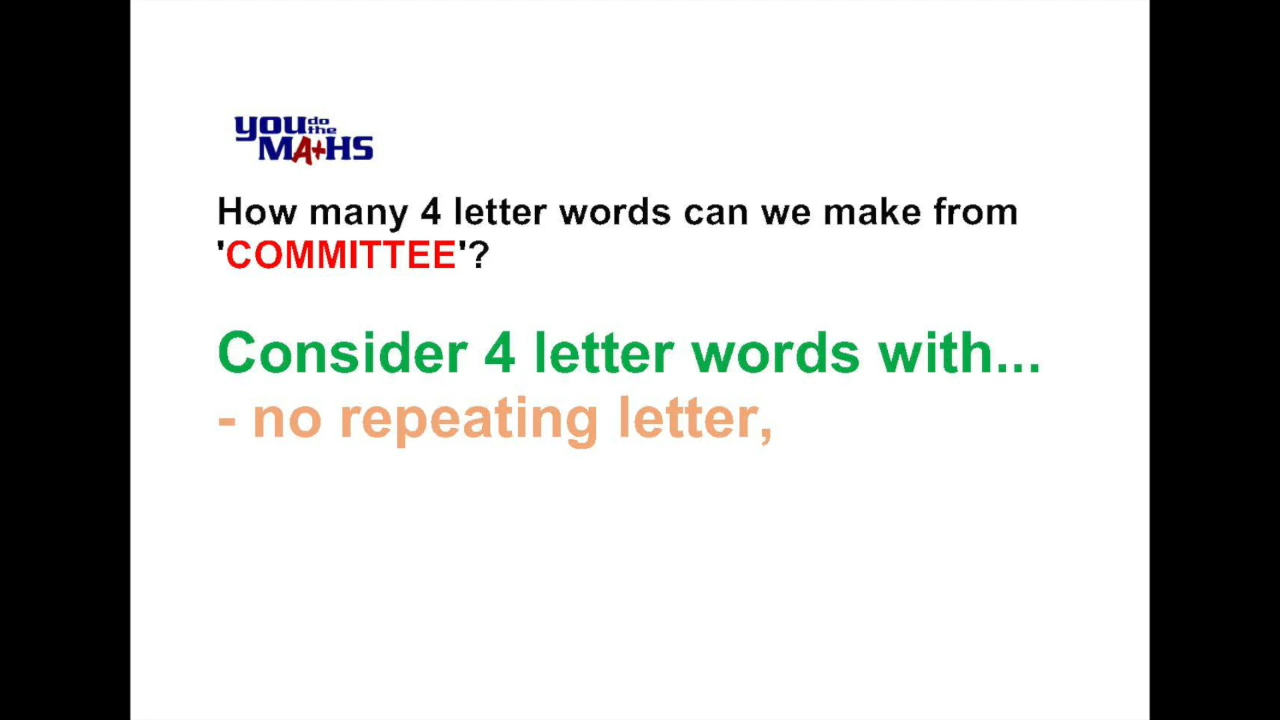 you do the
MA+HS
How many 4 letter words can we make from
'COMMITTEE'?
Consider 4 letter words with...
- no repeating letter,